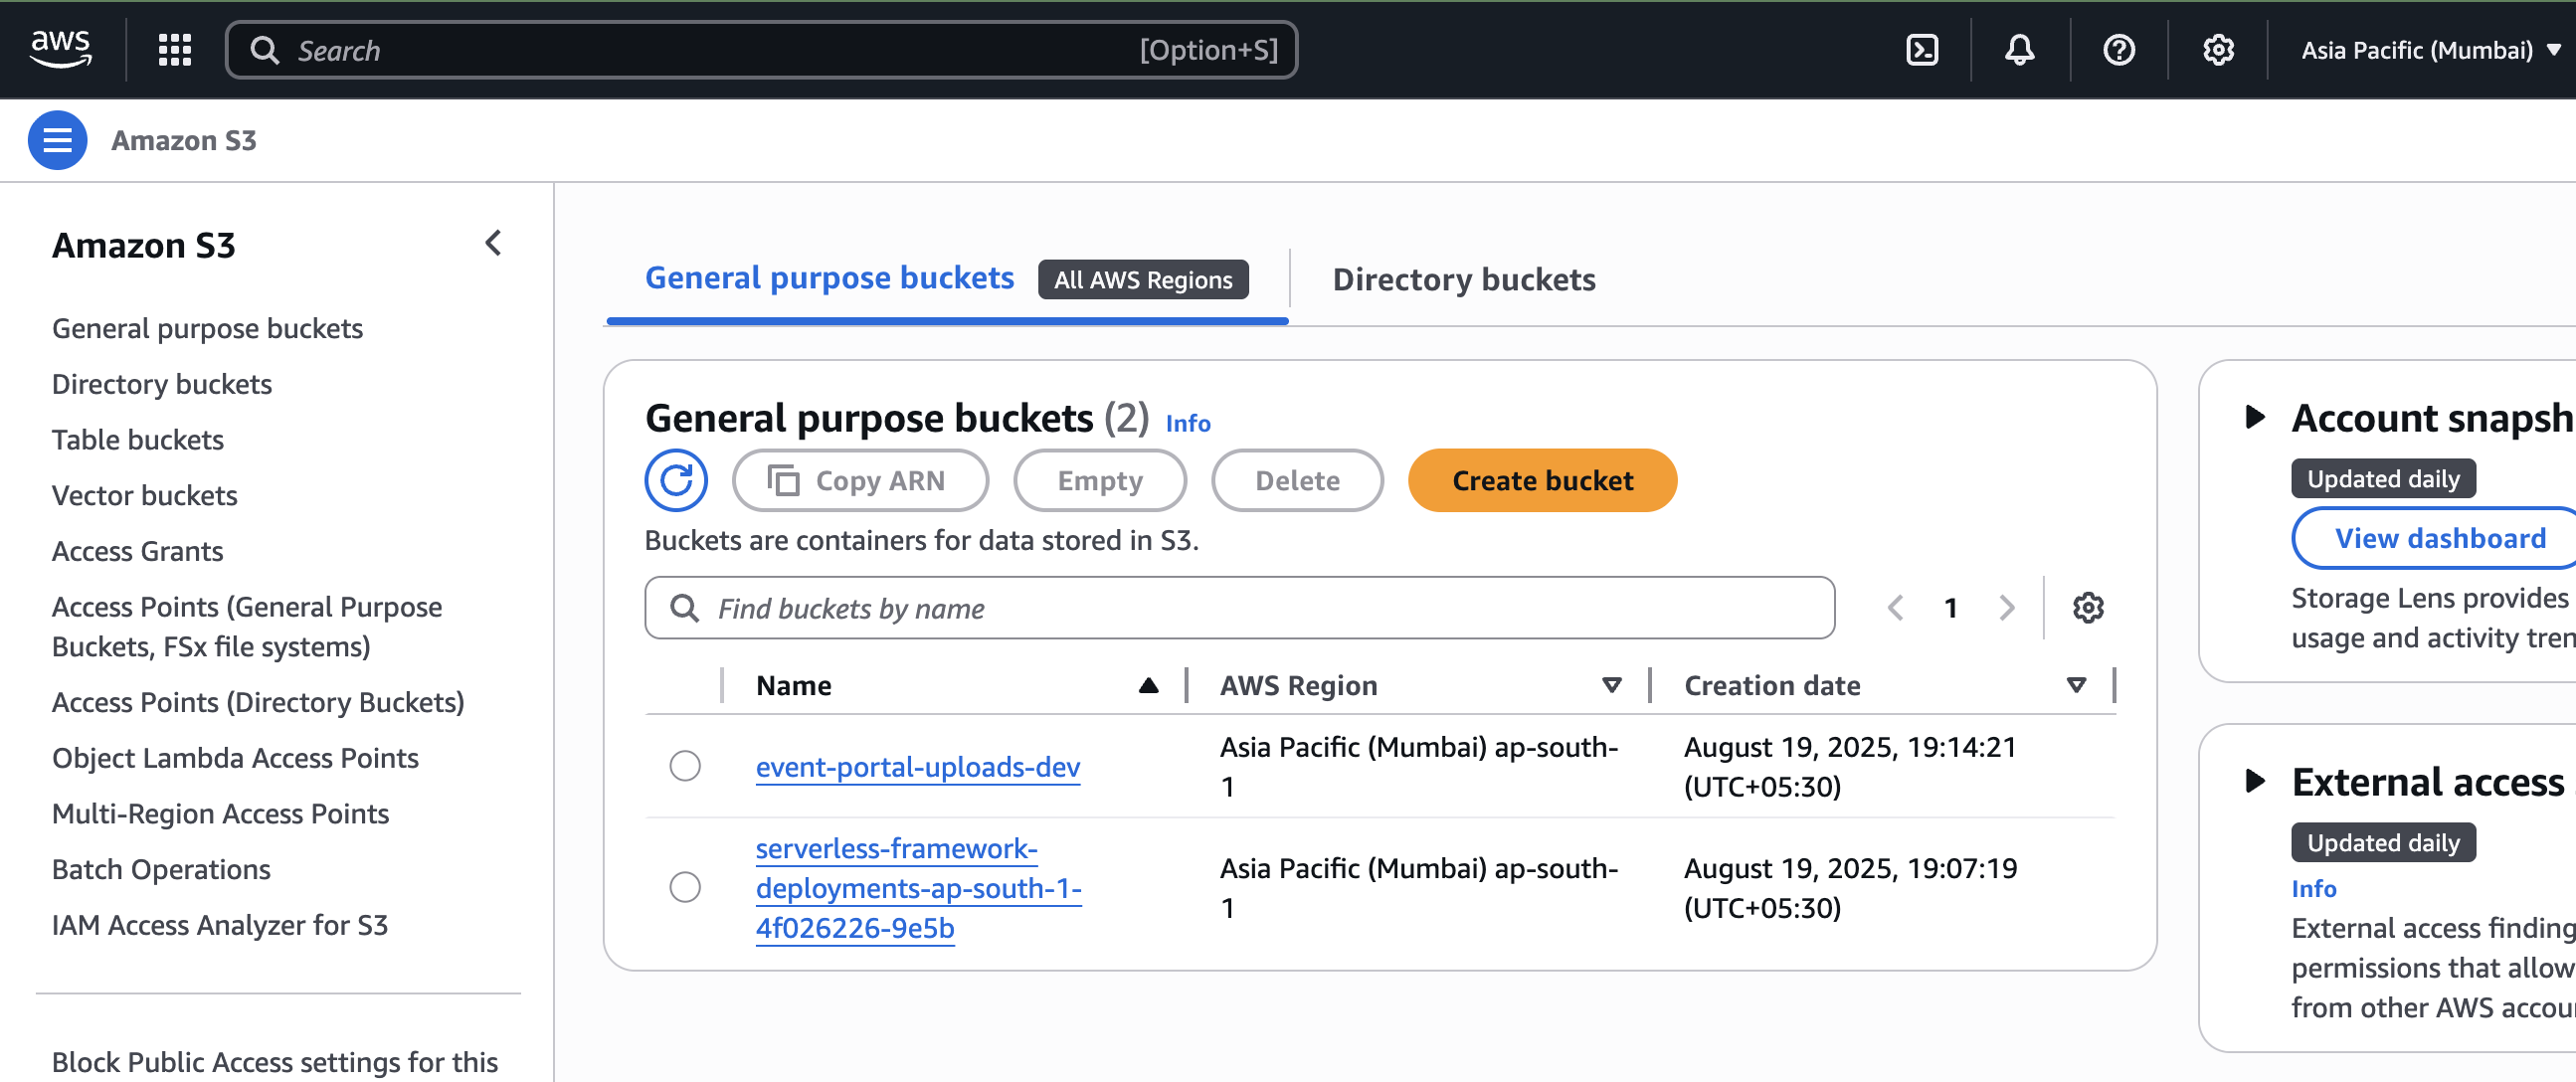 aws
Search
[Option+S]
Asia Pacific (Mumbai)
Amazon S3
Amazon S3
General purpose buckets
Directory buckets
Table buckets
Vector buckets
Access Grants
Access Points (General Purpose
Buckets, FSx file systems)
Access Points (Directory Buckets)
Object Lambda Access Points
Multi-Region Access Points
Batch Operations
IAM Access Analyzer for S3
Block Public Access settings for this
General purpose buckets
All AWS Regions
Directory buckets
General purpose buckets (2) Info
Copy ARN
Empty
Delete
Create bucket
Buckets are containers for data stored in S3.
Find buckets by name
1
Name
AWS Region
Creation date
event-portal-uploads-dev
Asia Pacific (Mumbai) ap-south-
1
August 19, 2025, 19:14:21
(UTC+05:30)
serverless-framework-
deployments-ap-south-1-
4f026226-9e5b
Asia Pacific (Mumbai) ap-south-
1
August 19, 2025, 19:07:19
(UTC+05:30)
Account snapsh
Updated daily
View dashboard
Storage Lens provides
usage and activity tren
External access
Updated daily
Info
External access finding
permissions that allow
from other AWS accou